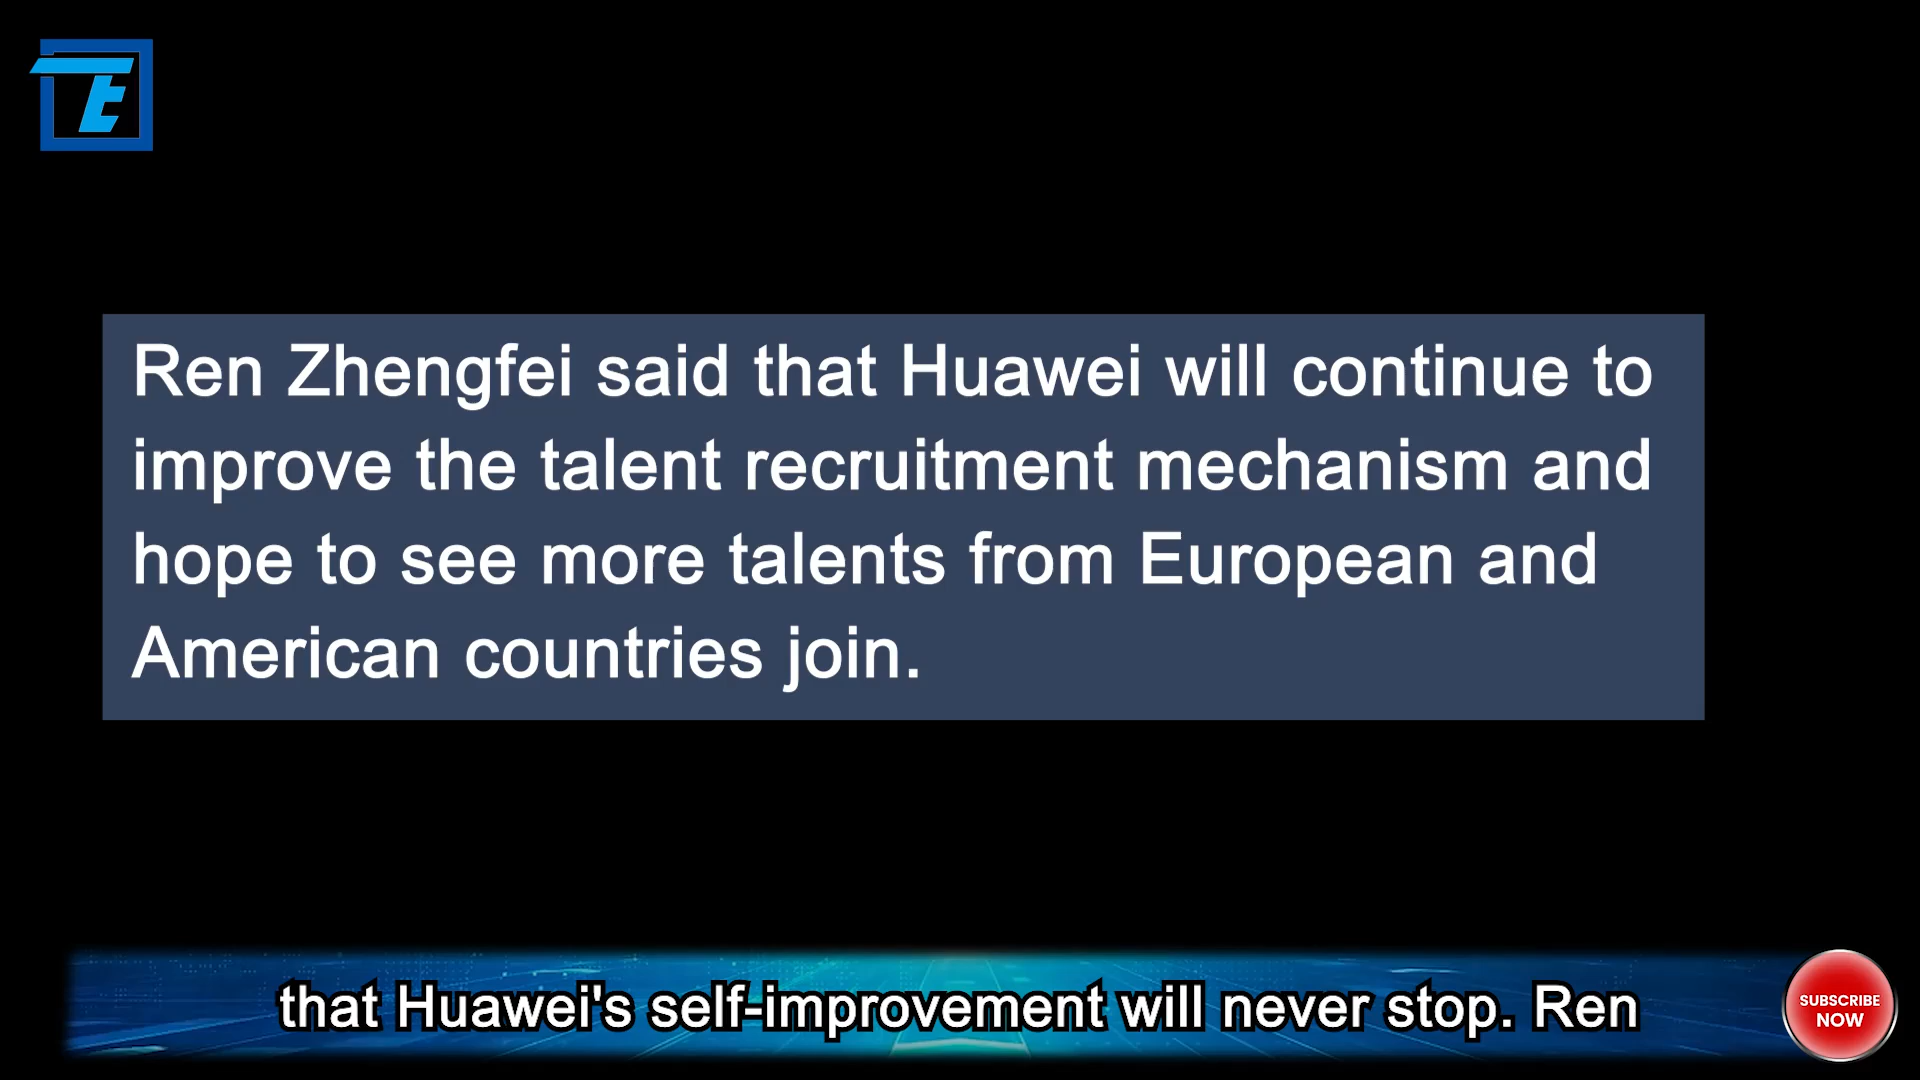 TE
Ren Zhengfei said that Huawei will continue to
improve the talent recruitment mechanism and
hope to see more talents from European and
American countries join.
that Huawei's self-improvement will never stop. Ren
SUBSCRIBE
NOW